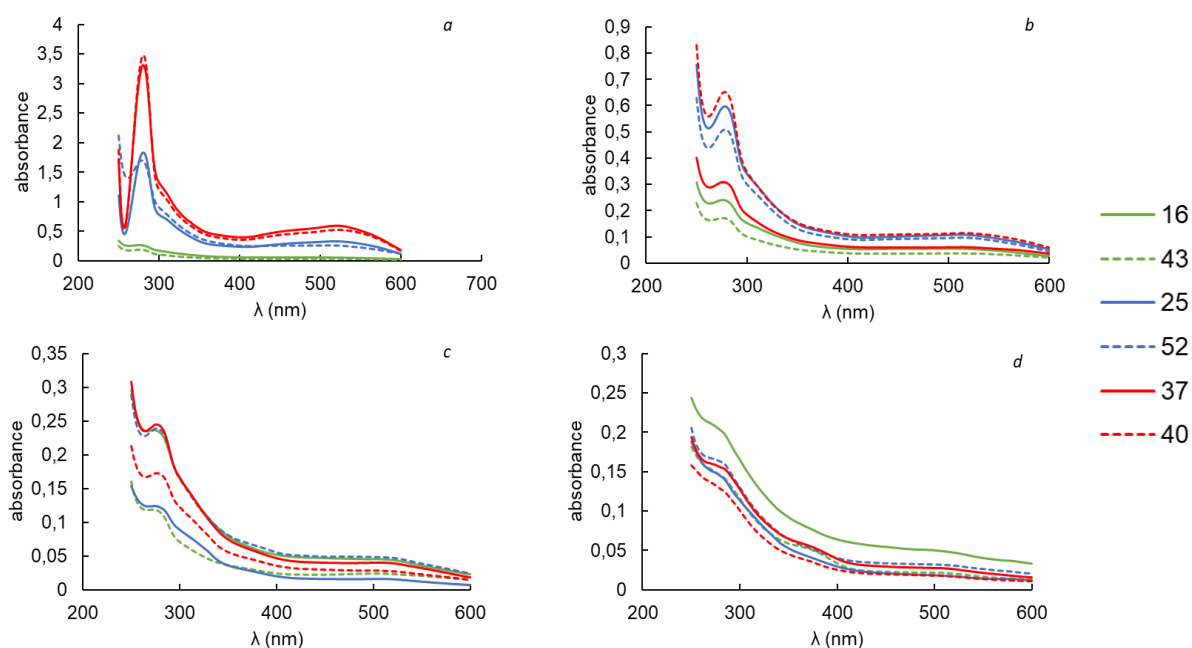 a
4
3,5
3
2,5
2
1,5
1
0,5
0
absorbance
200 300 400 500 600 700
λ (nm)
b
0,9
0,8
0,7
0,6
0,5
0,4
0,3
0,2
0,1
0
absorbance
200 300 400 500 600
λ (nm)
c
0,35
0,3
0,25
0,2
0,15
0,1
0,05
0
absorbance
200 300 400 500 600
λ (nm)
d
0,3
0,25
0,2
0,15
0,1
0,05
0
absorbance
200 300 400 500 600
λ (nm)
16
43
25
52
37
40